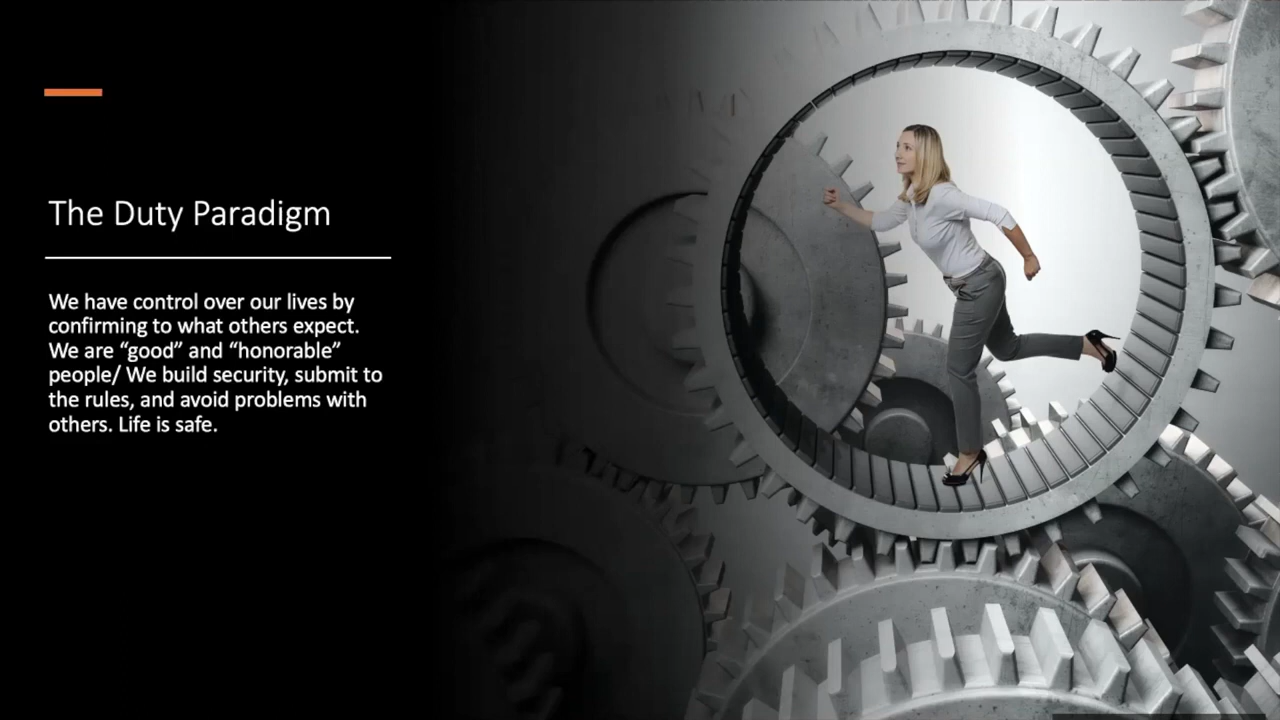 The Duty Paradigm
We have control over our lives by
confirming to what others expect.
We are “good” and “honorable”
people/ We build security, submit to
the rules, and avoid problems with
others. Life is safe.